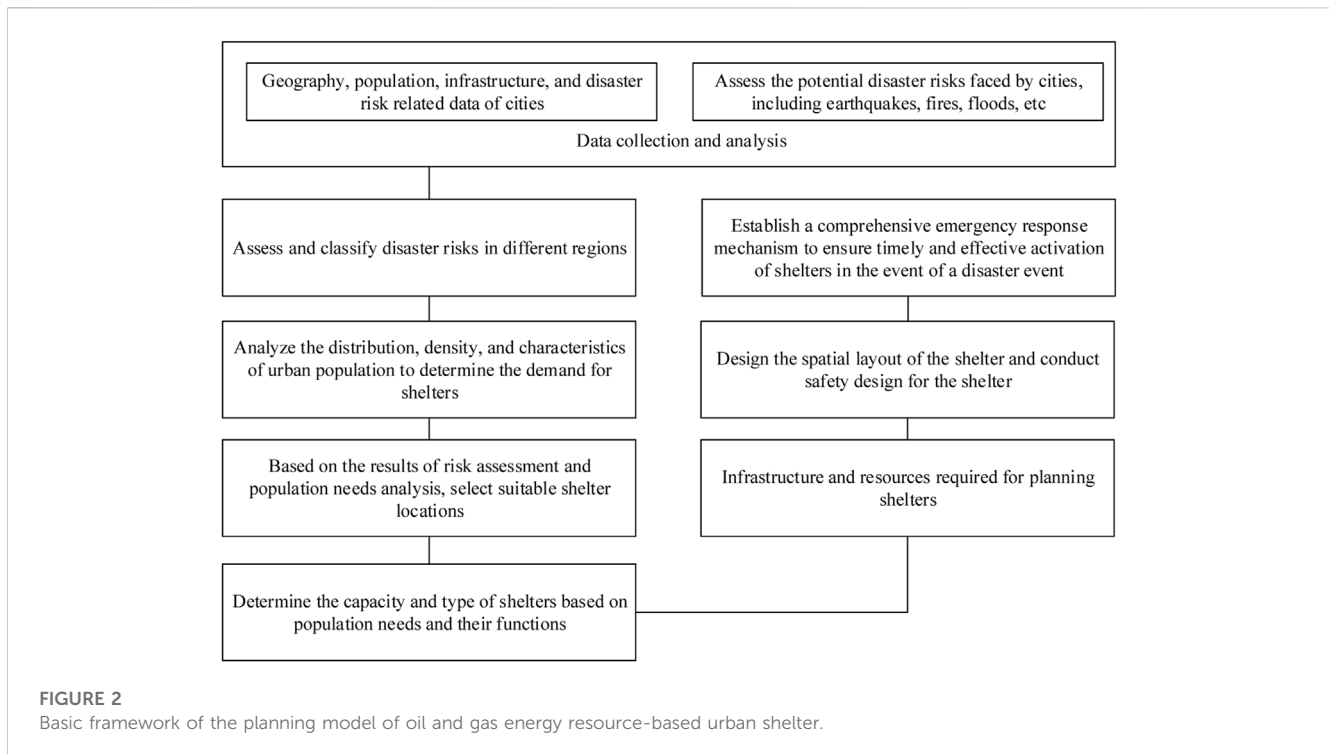 Geography, population, infrastructure, and disaster
risk related data of cities
Assess the potential disaster risks faced by cities,
including earthquakes, fires, floods, etc
Data collection and analysis
Assess and classify disaster risks in different regions
Analyze the distribution, density, and characteristics
of urban population to determine the demand for
shelters
Based on the results of risk assessment and
population needs analysis, select suitable shelter
locations
Determine the capacity and type of shelters based on
population needs and their functions
Establish a comprehensive emergency response
mechanism to ensure timely and effective activation
of shelters in the event of a disaster event
Design the spatial layout of the shelter and conduct
safety design for the shelter
Infrastructure and resources required for planning
shelters
FIGURE 2
Basic framework of the planning model of oil and gas energy resource-based urban shelter.